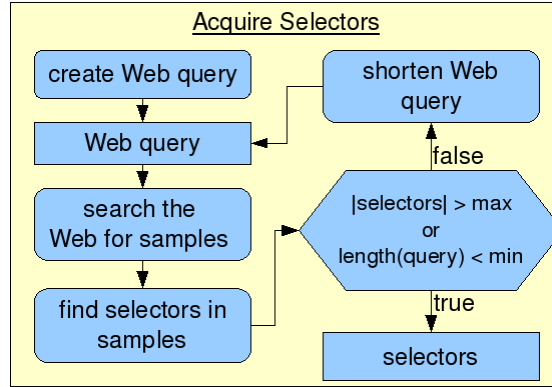 Acquire Selectors
create Web query
Web query
search the
Web for samples
find selectors in
samples
shorten Web
query
false
|selectors| > max
or
length(query) < min
true
selectors